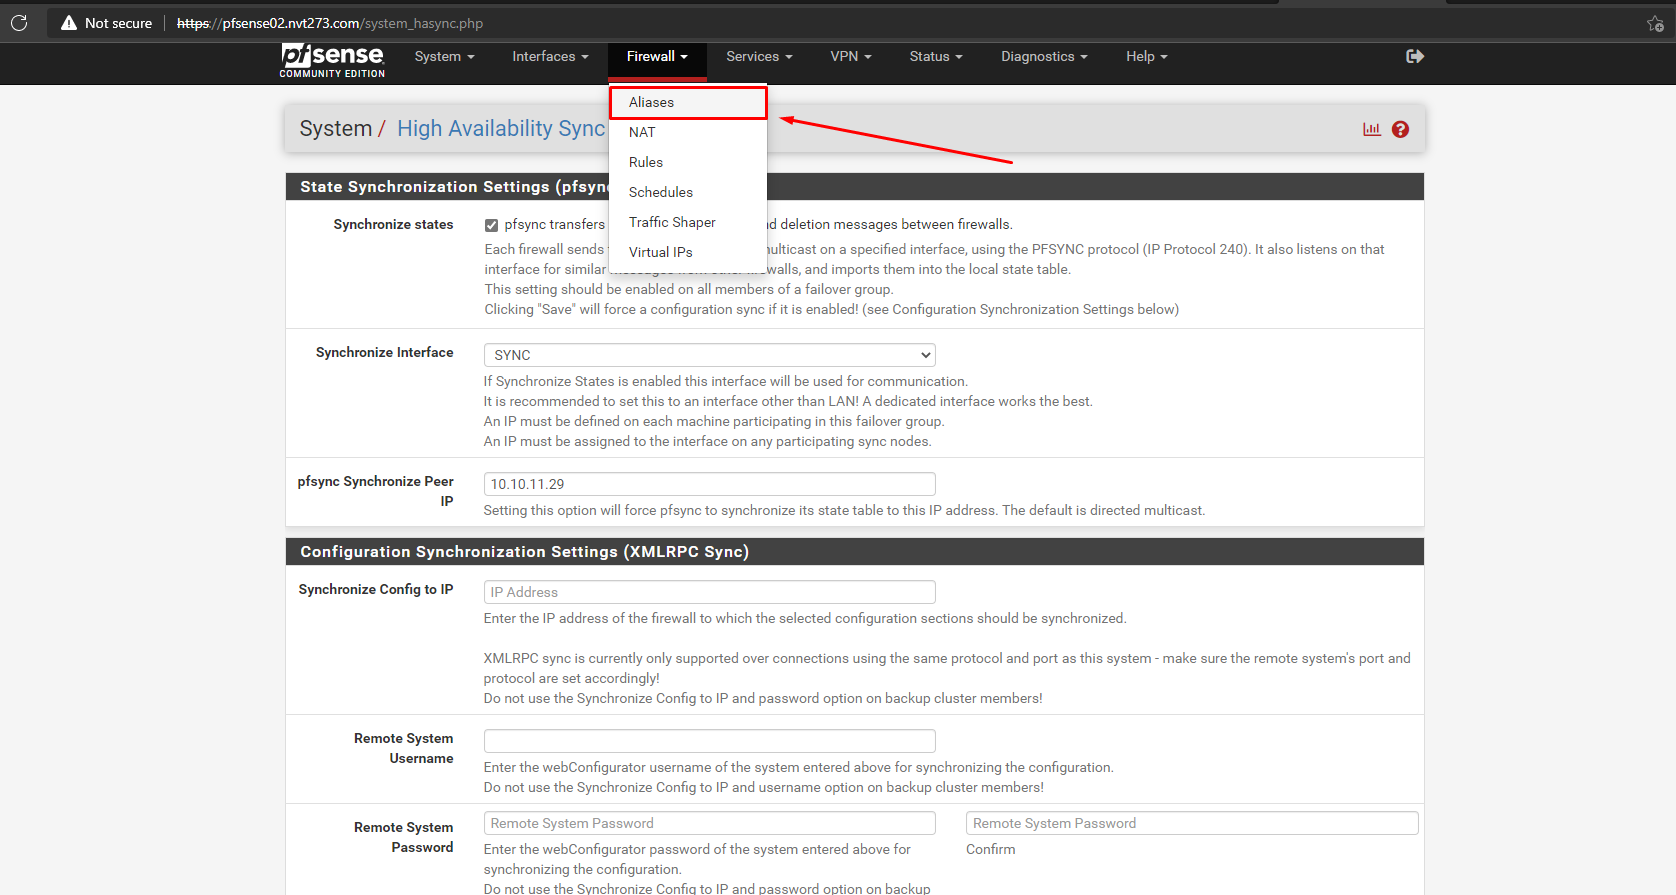 Not secure | https://pfsense02.nvt273.com/system_hasync.php
pfsense
COMMUNITY EDITION
System
Interfaces
Firewall
Services
VPN
Status
Diagnostics
Help
Aliases
NAT
Rules
Schedules
Traffic Shaper
Virtual IPs
System / High Availability Sync
State Synchronization Settings (pfsyn
Synchronize states
pfsync transfers nd deletion messages between firewalls.
Each firewall sends ulticast on a specified interface, using the PFSYNC protocol (IP Protocol 240). It also listens on that
interface for similar walls, and imports them into the local state table.
This setting should be enabled on all members of a failover group.
Clicking "Save" will force a configuration sync if it is enabled! (see Configuration Synchronization Settings below)
Synchronize Interface
SYNC
If Synchronize States is enabled this interface will be used for communication.
It is recommended to set this to an interface other than LAN! A dedicated interface works the best.
An IP must be defined on each machine participating in this failover group.
An IP must be assigned to the interface on any participating sync nodes.
pfsync Synchronize Peer
IP
10.10.11.29
Setting this option will force pfsync to synchronize its state table to this IP address. The default is directed multicast.
Configuration Synchronization Settings (XMLRPC Sync)
Synchronize Config to IP
IP Address
Enter the IP address of the firewall to which the selected configuration sections should be synchronized.
XMLRPC sync is currently only supported over connections using the same protocol and port as this system - make sure the remote system's port and
protocol are set accordingly!
Do not use the Synchronize Config to IP and password option on backup cluster members!
Remote System
Username
Enter the webConfigurator username of the system entered above for synchronizing the configuration.
Do not use the Synchronize Config to IP and username option on backup cluster members!
Remote System
Password
Remote System Password
Enter the webConfigurator password of the system entered above for
synchronizing the configuration.
Do not use the Synchronize Config to IP and password option on backup
Remote System Password
Confirm